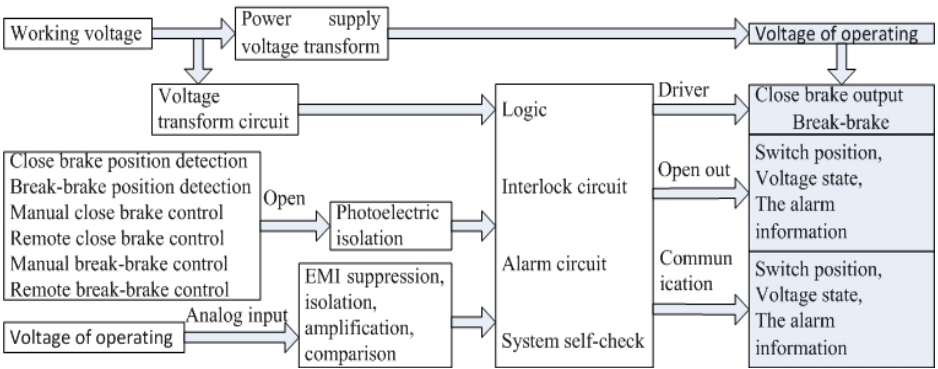 Working voltage
Power supply
voltage transform
Voltage of operating
Voltage
transform circuit
Logic
Interlock circuit
Alarm circuit
System self-check
Driver
Close brake output
Break-brake
Close brake position detection
Break-brake position detection
Manual close brake control
Remote close brake control
Manual break-brake control
Remote break-brake control
Open
Photoelectric
isolation
Open out
Switch position,
Voltage state,
The alarm
information
Voltage of operating
Analog input
EMI suppression,
isolation,
amplification,
comparison
Commun
ication
Switch position,
Voltage state,
The alarm
information